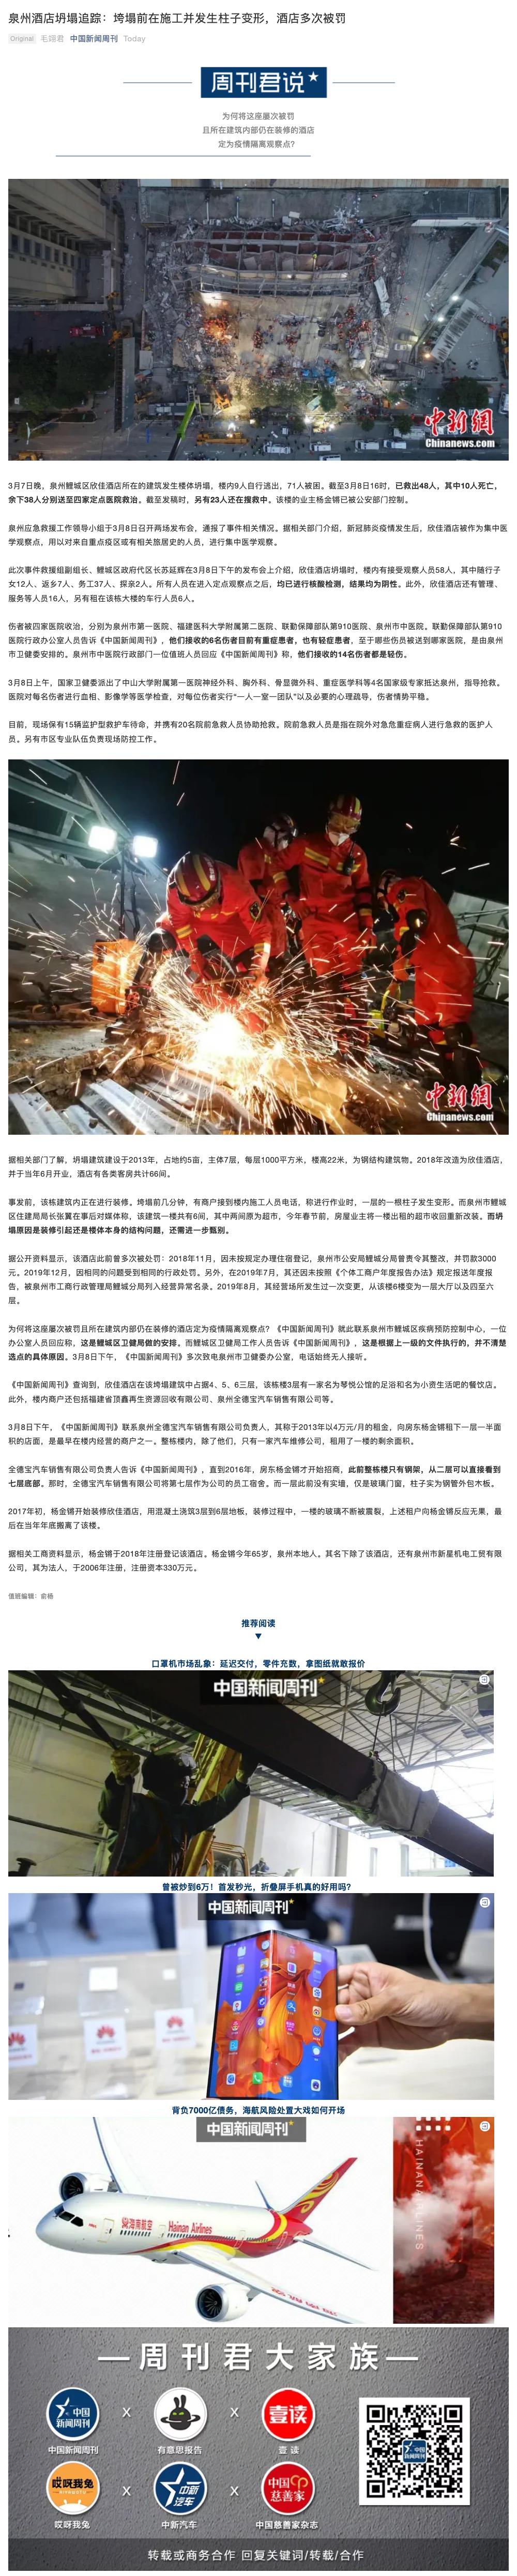 泉州酒店坍塌追踪：垮塌前在施工并发生柱子变形，酒店多次被罚
Original 毛翊君 中国新闻周刊 Today
周刊君说
为何将这座屡次被罚
且所在建筑内部仍在装修的酒店
定为疫情隔离观察点？
中新网
Chinanews.com
3月7日晚，泉州鲤城区欣佳酒店所在的建筑发生楼体坍塌，楼内9人自行逃出，71人被困。截至3月8日16时，已救出48人，其中10人死亡，
余下38人分别送至四家定点医院救治，截至发稿时，另有23人还在搜救中。该楼的业主杨金锵已被公安部门控制。
泉州应急救援工作领导小组于3月8日召开两场发布会，通报了事件相关情况。据相关部门介绍，新冠肺炎疫情发生后，欣佳酒店被作为集中医
学观察点，用以对来自重点疫区或有相关旅居史的人员，进行集中医学观察。
此次事件救援组副组长、鲤城区政府代区长苏延辉在3月8日下午的发布会上介绍，欣佳酒店坍塌时，楼内有接受观察人员58人，其中随行子
女12人、返乡7人、务工37人、探亲2人。所有人员在进入定点观察点之后，均已进行核酸检测，结果均为阴性。此外，欣佳酒店还有管理、
服务等人员16人，另有租在该栋大楼的车行人员6人。
伤者被四家医院收治，分别为泉州市第一医院、福建医科大学附属第二医院、联勤保障部队第910医院、泉州市中医院。联勤保障部队第910
医院行政办公室人员告诉《中国新闻周刊》，他们接收的6名伤者目前有重症患者，也有轻症患者，至于哪些伤员被送到哪家医院，是由泉州
市卫健委安排的。泉州市中医院行政部门一位值班人员回应《中国新闻周刊》称，他们接收的14名伤者都是轻伤。
3月8日上午，国家卫健委派出了中山大学附属第一医院神经外科、胸外科、骨显微外科、重症医学科等4名国家级专家抵达泉州，指导抢救。
医院对每名伤者进行血相、影像学等医学检查，对每位伤者实行“一人一室一团队”以及必要的心理疏导，伤者情势平稳。
目前，现场保有15辆监护型救护车待命，并携有20名院前急救人员协助抢救。院前急救人员是指在院外对急危重症病人进行急救的医护人
员。另有市区专业队伍负责现场防控工作。
中新网
Chinanews.com
据相关部门了解，坍塌建筑建设于2013年，占地约5亩，主体7层，每层1000平方米，楼高22米，为钢结构建筑物。2018年改造为欣佳酒店，
并于当年6月开业，酒店有各类客房共计66间。
事发前，该栋建筑内正在进行装修。垮塌前几分钟，有商户接到楼内施工人员电话，称进行作业时，一层的一根柱子发生变形。而泉州市鲤城
区住建局局长张翼在事后对媒体称，该建筑一楼共有6间，其中两间原为超市，今年春节前，房屋业主将一楼出租的超市收回重新改装。而坍
塌原因是装修引起还是楼体本身的结构问题，还需进一步甄别。
据公开资料显示，该酒店此前曾多次被处罚：2018年11月，因未按规定办理住宿登记，泉州市公安局鲤城分局曾责令其整改，并罚款3000
元。2019年12月，因相同的问题受到相同的行政处罚。另外，在2019年7月，其还因未按照《个体工商户年度报告办法》规定报送年度报
告，被泉州市工商行政管理局鲤城分局列入经营异常名录。2019年8月，其经营场所发生过一次变更，从该楼6楼变为一层大厅以及四至六
层。
为何将这座屡次被罚且所在建筑内部仍在装修的酒店定为疫情隔离观察点？《中国新闻周刊》就此联系泉州市鲤城区疾病预防控制中心，一位
办公室人员回应称，这是鲤城区卫健局做的安排。而鲤城区卫健局工作人员告诉《中国新闻周刊》，这是根据上一级的文件执行的，并不清楚
选点的具体原因。3月8日下午，《中国新闻周刊》多次致电泉州市卫健委办公室，电话始终无人接听。
《中国新闻周刊》查询到，欣佳酒店在该垮塌建筑中占据4、5、6三层，该栋楼3层有一家名为琴悦公馆的足浴和名为小资生活吧的餐饮店。
此外，楼内商户还包括福建省顶鑫再生资源回收有限公司、泉州全德宝汽车销售有限公司等。
3月8日下午，《中国新闻周刊》联系泉州全德宝汽车销售有限公司负责人，其称于2013年以4万元/月的租金，向房东杨金锵租下一层一半面
积的店面，是最早在楼内经营的商户之一。整栋楼内，除了他们，只有一家汽车维修公司，租用了一楼的剩余面积。
全德宝汽车销售有限公司负责人告诉《中国新闻周刊》，直到2016年，房东杨金锵才开始招商，此前整栋楼只有钢架，从二层可以直接看到
七层底部。那时，全德宝汽车销售有限公司将第七层作为公司的员工宿舍。而一层此前没有实墙，仅是玻璃门窗，柱子实为钢管外包木板。
2017年初，杨金锵开始装修欣佳酒店，用混凝土浇筑3层到6层地板，装修过程中，一楼的玻璃不断被震裂，上述租户向杨金锵反应无果，最
后在当年年底搬离了该楼。
据相关工商资料显示，杨金锵于2018年注册登记该酒店。杨金锵今年65岁，泉州本地人。其名下除了该酒店，还有泉州市新星机电工贸有限
公司，其为法人，于2006年注册，注册资本330万元。
值班编辑：俞杨
推荐阅读
▼
口罩机市场乱象：延迟交付，零件充数，拿图纸就敢报价
中国新闻周刊
曾被炒到6万！首发秒光，折叠屏手机真的好用吗？
中国新闻周刊
背负7000亿债务，海航风险处置大戏如何开场
中国新闻周刊
海南航空 Hainan Airlines
HAINAN AIRLINES
—周刊君大家族—
中国新闻周刊 X 有意思报告 X 壹读
哎呀我兔 X 中新汽车 X 中国慈善家杂志
转载或商务合作 回复关键词/转载/合作